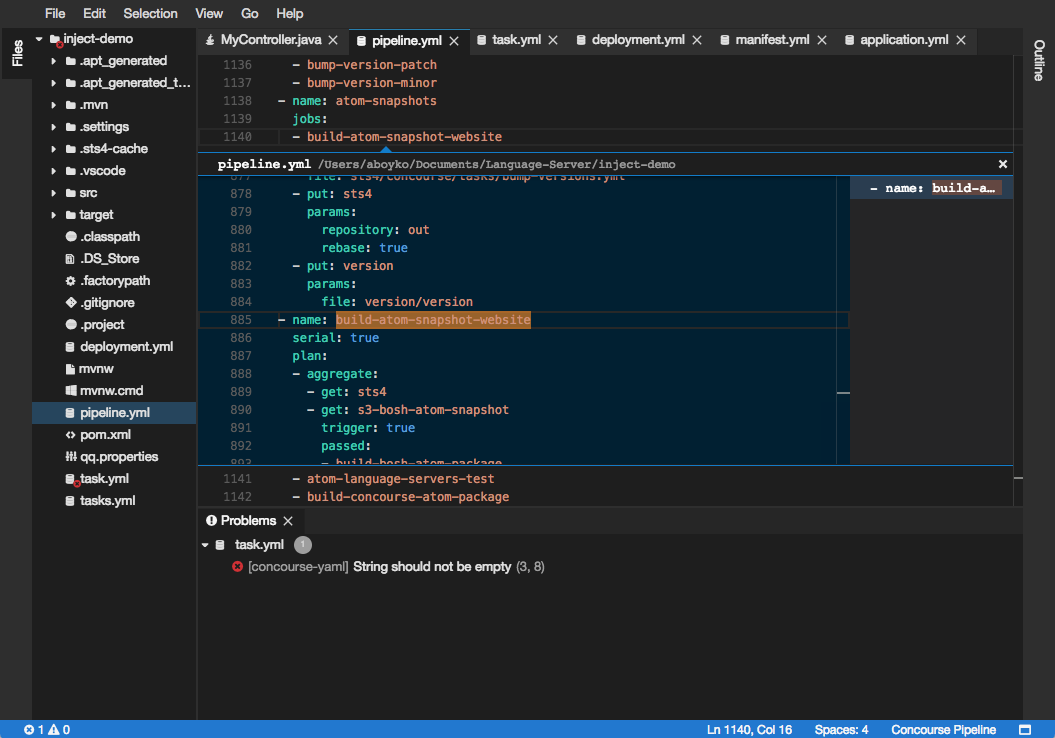 File Edit Selection View Go Help
Files
inject-demo
.apt_generated
.apt_generated_t...
.mvn
.settings
.sts4-cache
.vscode
src
target
.classpath
.DS_Store
.factorypath
.gitignore
.project
deployment.yml
mvnw
mvnw.cmd
pipeline.yml
pom.xml
qq.properties
task.yml
tasks.yml
MyController.java pipeline.yml task.yml deployment.yml manifest.yml application.yml
Outline
1136 - bump-version-patch
1137 - bump-version-minor
1138 - name: atom-snapshots
1139 jobs:
1140 - build-atom-snapshot-website
pipeline.yml /Users/aboyko/Documents/Language-Server/inject-demo
877 file: sts4/concourse/tasks/bump-versions.yml
878 - put: sts4
879 params:
880 repository: out
881 rebase: true
882 - put: version
883 params:
884 file: version/version
885 - name: build-atom-snapshot-website
886 serial: true
887 plan:
888 - aggregate:
889 - get: sts4
890 - get: s3-bosh-atom-snapshot
891 trigger: true
892 passed:
893 - build-bosh-atom-package
- name: build-a…
1141 - atom-language-servers-test
1142 - build-concourse-atom-package
Problems
task.yml 1
[concourse-yaml] String should not be empty (3, 8)
1 0 Ln 1140, Col 16 Spaces: 4 Concourse Pipeline